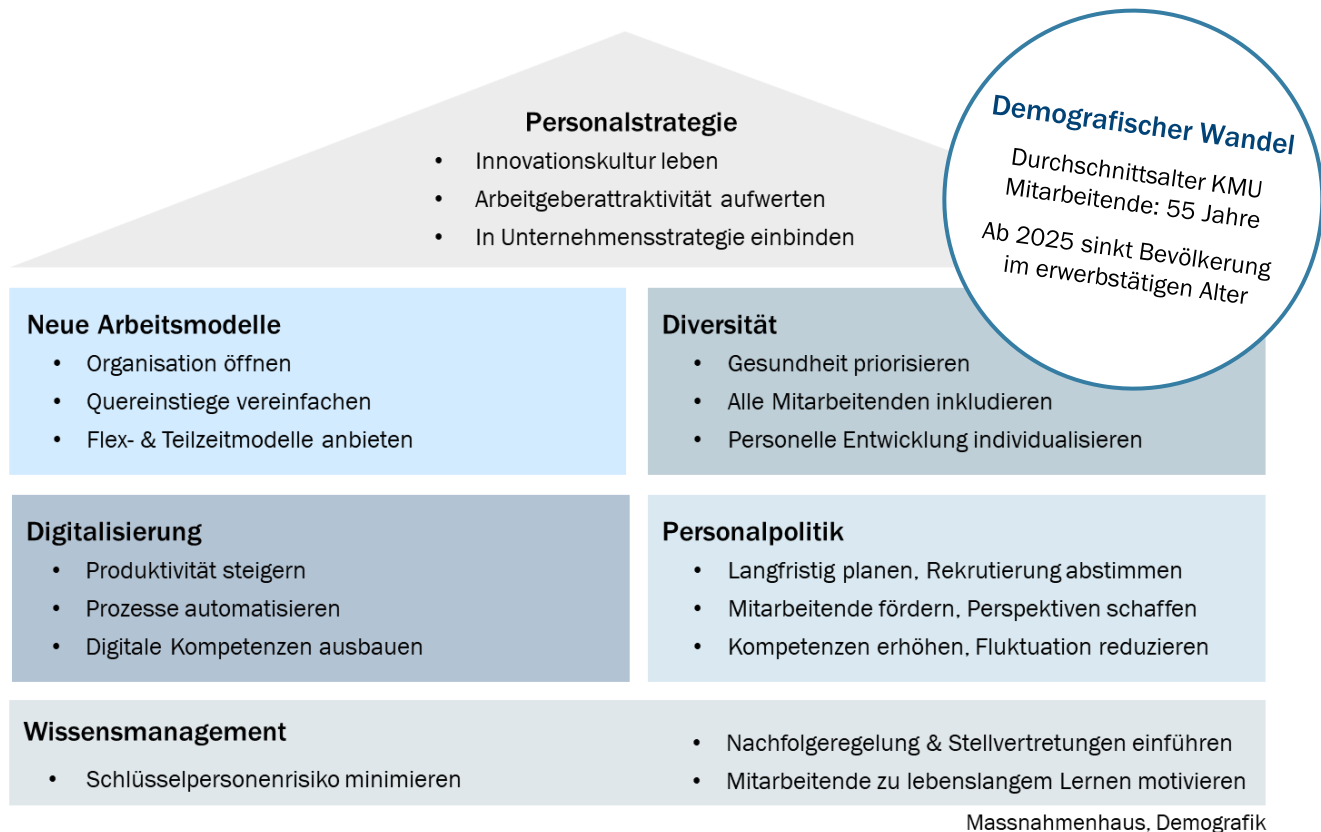 Personalstrategie
• Innovationskultur leben
• Arbeitgeberattraktivität aufwerten
• In Unternehmensstrategie einbinden
Demografischer Wandel
Durchschnittsalter KMU
Mitarbeitende: 55 Jahre
Ab 2025 sinkt Bevölkerung
im erwerbstätigen Alter
Neue Arbeitsmodelle
• Organisation öffnen
• Quereinstiege vereinfachen
• Flex- & Teilzeitmodelle anbieten
Diversität
• Gesundheit priorisieren
• Alle Mitarbeitenden inkludieren
• Personelle Entwicklung individualisieren
Digitalisierung
• Produktivität steigern
• Prozesse automatisieren
• Digitale Kompetenzen ausbauen
Personalpolitik
• Langfristig planen, Rekrutierung abstimmen
• Mitarbeitende fördern, Perspektiven schaffen
• Kompetenzen erhöhen, Fluktuation reduzieren
Wissensmanagement
• Schlüsselpersonenrisiko minimieren
• Nachfolgeregelung & Stellvertretungen einführen
• Mitarbeitende zu lebenslangem Lernen motivieren
Massnahmenhaus, Demografik